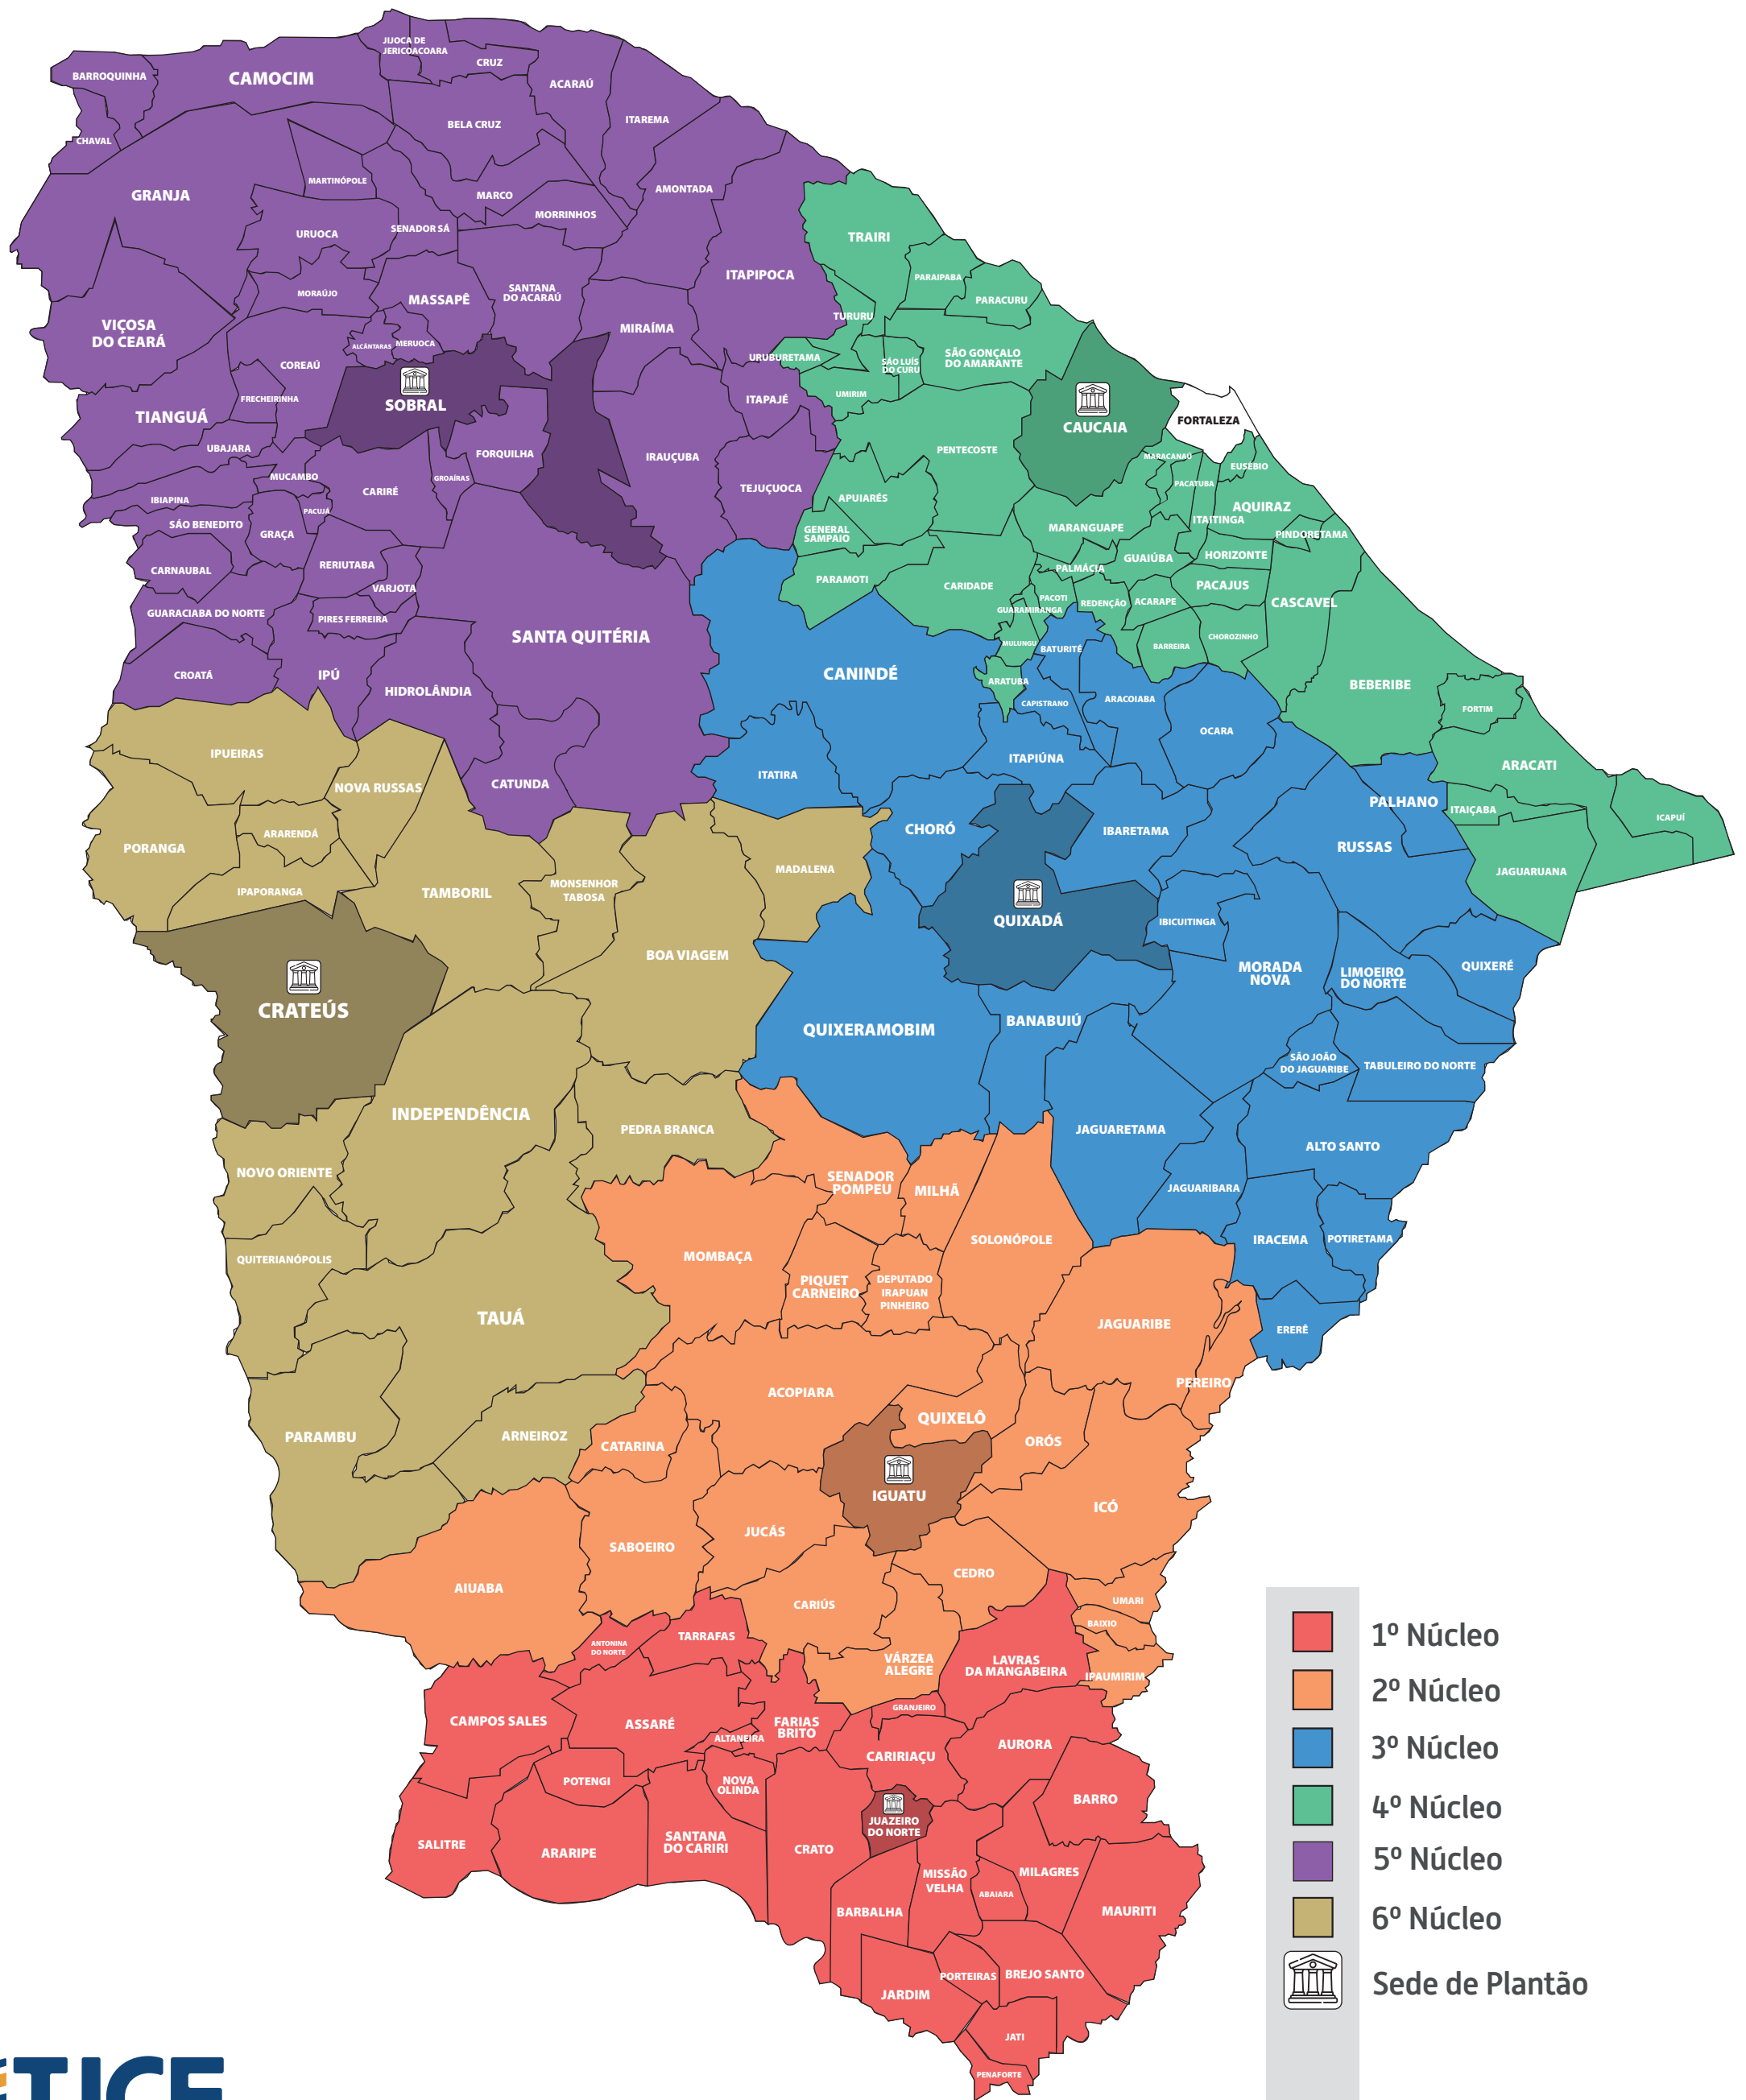 JIJOCA DE
JERICOACOARA
CRUZ
BARROQUINHA
CAMOCIM
ACARAÚ
BELA CRUZ
ITAREMA
CHAVAL
MARTINÓPOLE
GRANJA
MARCO
AMONTADA
MORRINHOS
URUOCA
SENADOR SÁ
TRAIRI
ITAPIPOCA
PARAIPABA
MORAÚJO
MASSAPÊ
SANTANA
DO ACARAÚ
PARACURU
TURURU
VIÇOSA
DO CEARÁ
MIRAÍMA
ALCÂNTARAS
MERUOCA
URUBURETAMA
SÃO LUÍS
DO CURU
SÃO GONÇALO
DO AMARANTE
COREAÚ
UMIRIM
FRECHEIRINHA
SOBRAL
ITAPAJÉ
TIANGUÁ
CAUCAIA
FORTALEZA
UBAJARA
FORQUILHA
IRAUÇUBA
PENTECOSTE
MARACANAÚ
EUSÉBIO
MUCAMBO
GROAÍRAS
PACATUBA
IBIAPINA
CARIRÉ
TEJUÇUOCA
APUIARÉS
AQUIRAZ
PACUJÁ
SÃO BENEDITO
GRAÇA
GENERAL
SAMPAIO
MARANGUAPE
ITAITINGA
PINDORETAMA
CARNAUBAL
RERIUTABA
GUAIÚBA
HORIZONTE
PALMÁCIA
VARJOTA
PARAMOTI
CARIDADE
PACAJUS
GUARACIABA DO NORTE
PIRES FERREIRA
PACOTI
GUARAMIRANGA
REDENÇÃO
ACARAPE
CASCAVEL
SANTA QUITÉRIA
MULUNGU
BATURITÉ
BARREIRA
CHOROZINHO
CROATÁ
IPÚ
CANINDÉ
ARATUBA
HIDROLÂNDIA
CAPISTRANO
ARACOIABA
BEBERIBE
FORTIM
OCARA
IPUEIRAS
ITAPIÚNA
ARACATI
NOVA RUSSAS
CATUNDA
ITATIRA
PALHANO
ITAIÇABA
ICAPUÍ
ARARENDÁ
CHORÓ
IBARETAMA
PORANGA
RUSSAS
MADALENA
JAGUARUANA
IPAPORANGA
TAMBORIL
MONSENHOR
TABOSA
QUIXADÁ
IBICUITINGA
BOA VIAGEM
MORADA
NOVA
LIMOEIRO
DO NORTE
QUIXERÉ
CRATEÚS
QUIXERAMOBIM
BANABUIÚ
SÃO JOÃO
DO JAGUARIBE
TABULEIRO DO NORTE
INDEPENDÊNCIA
PEDRA BRANCA
JAGUARETAMA
ALTO SANTO
NOVO ORIENTE
SENADOR
POMPEU
MILHÃ
JAGUARIBARA
SOLONÓPOLE
IRACEMA
POTIRETAMA
QUITERIANÓPOLIS
MOMBAÇA
PIQUET
CARNEIRO
DEPUTADO
IRAPUAN
PINHEIRO
TAUÁ
JAGUARIBE
ERERÊ
PEREIRO
ACOPIARA
QUIXELÔ
PARAMBU
ARNEIROZ
CATARINA
ORÓS
IGUATU
ICÓ
JUCÁS
SABOEIRO
CEDRO
AIUABA
CARIÚS
UMARI
BAIXIO
ANTONINA
DO NORTE
TARRAFAS
VÁRZEA
ALEGRE
LAVRAS
DA MANGABEIRA
IPAUMIRIM
GRANJEIRO
CAMPOS SALES
ASSARÉ
FARIAS
BRITO
ALTANEIRA
CARIRIAÇU
AURORA
POTENGI
NOVA
OLINDA
BARRO
JUAZEIRO
DO NORTE
SALITRE
ARARIPE
SANTANA
DO CARIRI
CRATO
MISSÃO
VELHA
MILAGRES
ABAIARA
BARBALHA
MAURITI
PORTEIRAS
BREJO SANTO
JARDIM
JATI
PENAFORTE
1º Núcleo
2º Núcleo
3º Núcleo
4º Núcleo
5º Núcleo
6º Núcleo
Sede de Plantão
TJCE